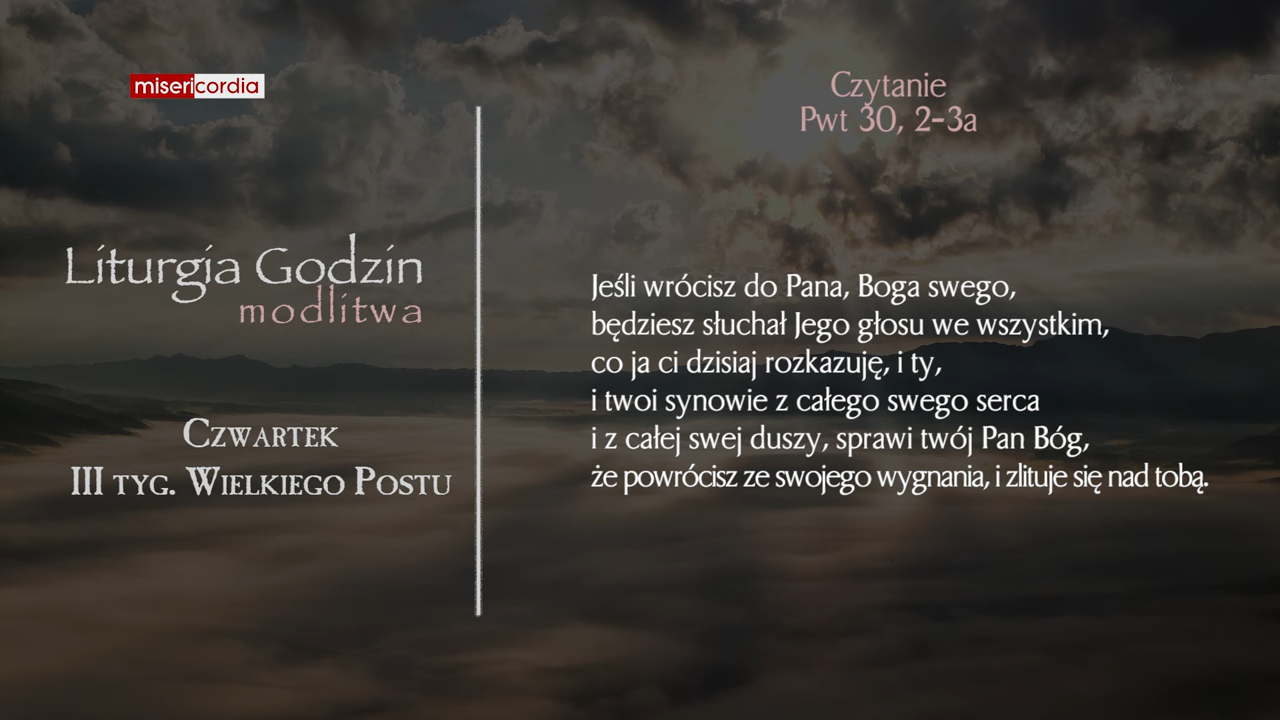 misericordia
Liturgia Godzin
modlitwa
Czwartek
III tyg. Wielkiego Postu
Czytanie
Pwt 30, 2-3a
Jeśli wrócisz do Pana, Boga swego,
będziesz słuchał Jego głosu we wszystkim,
co ja ci dzisiaj rozkazuję, i ty,
i twoi synowie z całego swego serca
i z całej swej duszy, sprawi twój Pan Bóg,
że powrócisz ze swojego wygnania, i zlituje się nad tobą.